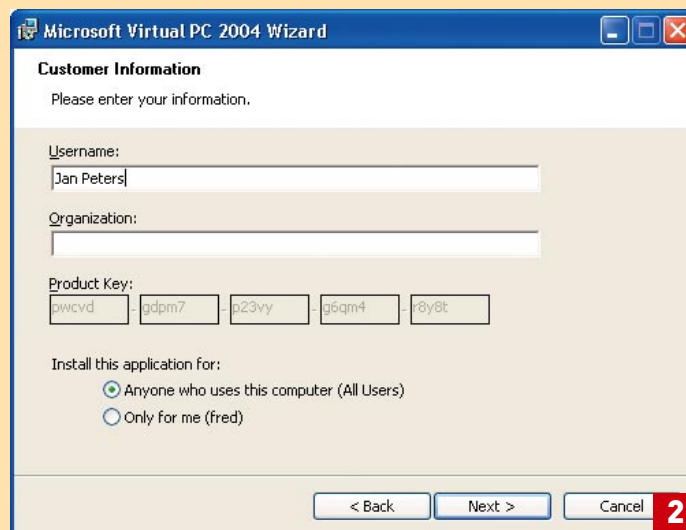 Microsoft Virtual PC 2004 Wizard
Customer Information
Please enter your information.
Username:
Jan Peters
Organization:
Product Key:
pwcvd - gdpm7 - p23vy - g6qm4 - r8y8t
Install this application for:
Anyone who uses this computer (All Users)
Only for me (fred)
< Back Next > Cancel
2